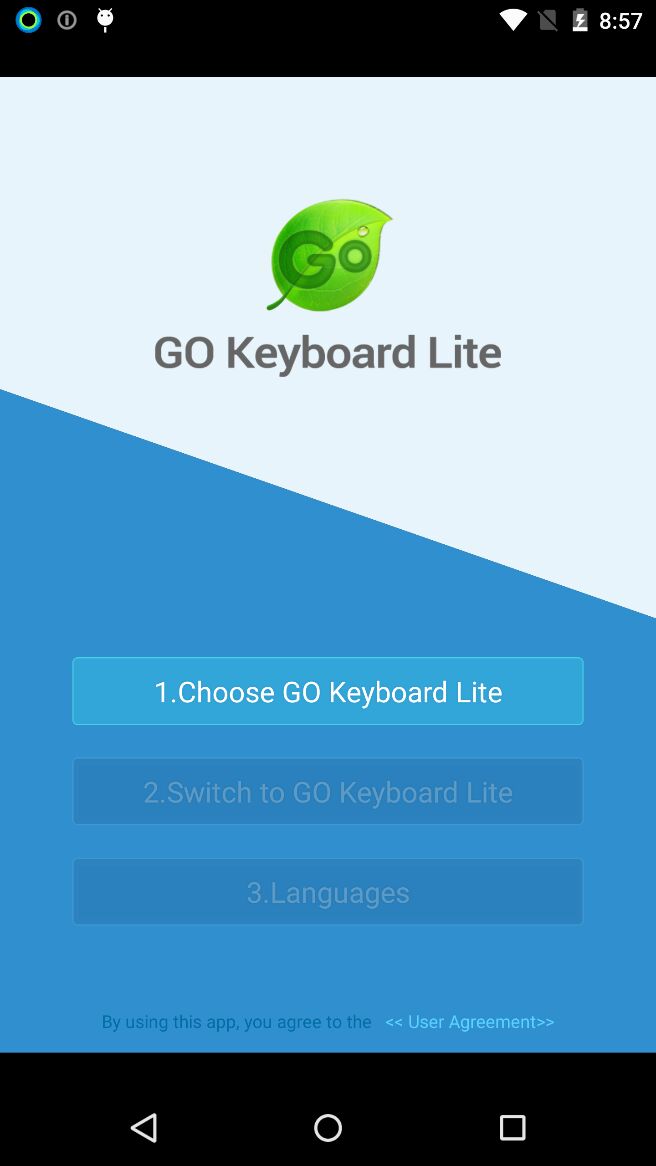 8:57
GO
GO Keyboard Lite
1.Choose GO Keyboard Lite
2.Switch to GO Keyboard Lite
3.Languages
By using this app, you agree to the << User Agreement>>